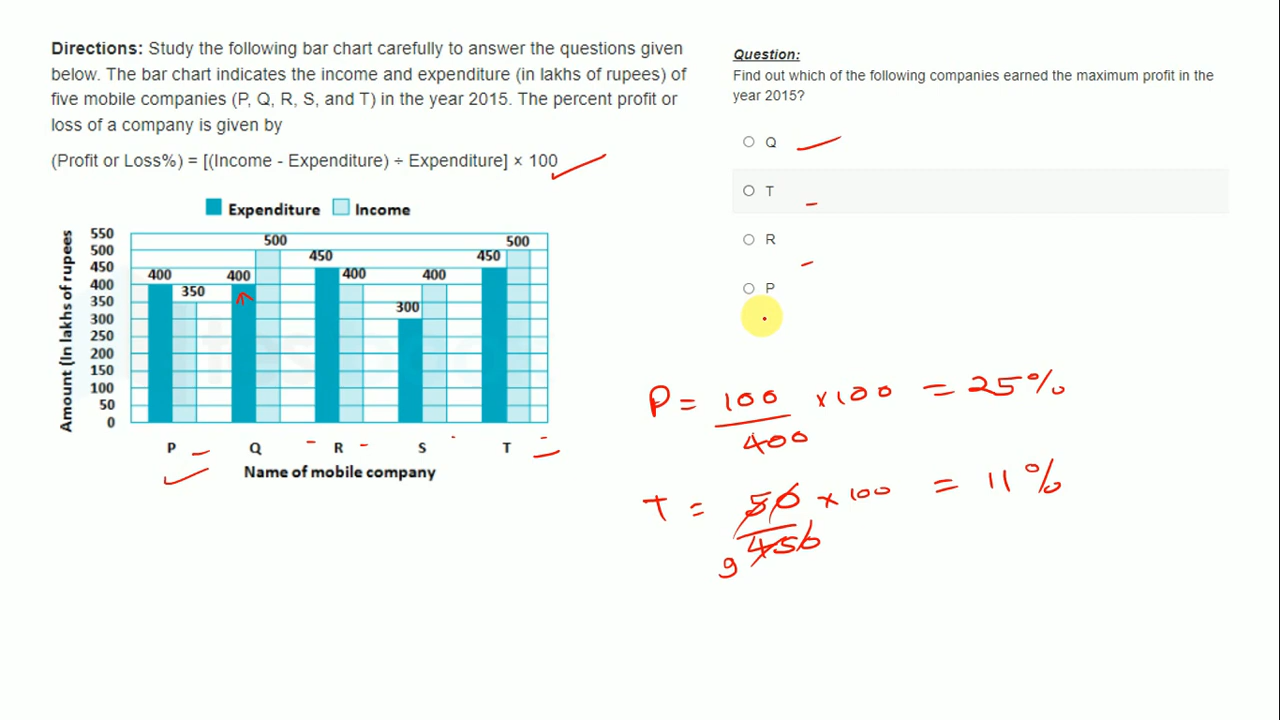 Directions: Study the following bar chart carefully to answer the questions given
below. The bar chart indicates the income and expenditure (in lakhs of rupees) of
five mobile companies (P, Q, R, S, and T) in the year 2015. The percent profit or
loss of a company is given by
(Profit or Loss%) = [(Income - Expenditure) ÷ Expenditure] × 100
Expenditure Income
Amount (In lakhs of rupees
550
500
450
400
350
300
250
200
150
100
50
0
400 350 400 500 450 400 300 400 450 500
P Q R S T
Name of mobile company
Question:
Find out which of the following companies earned the maximum profit in the
year 2015?
Q
T
R
P
P = 100/400 × 100 = 25%
T = 50/450 × 100 = 11%
9